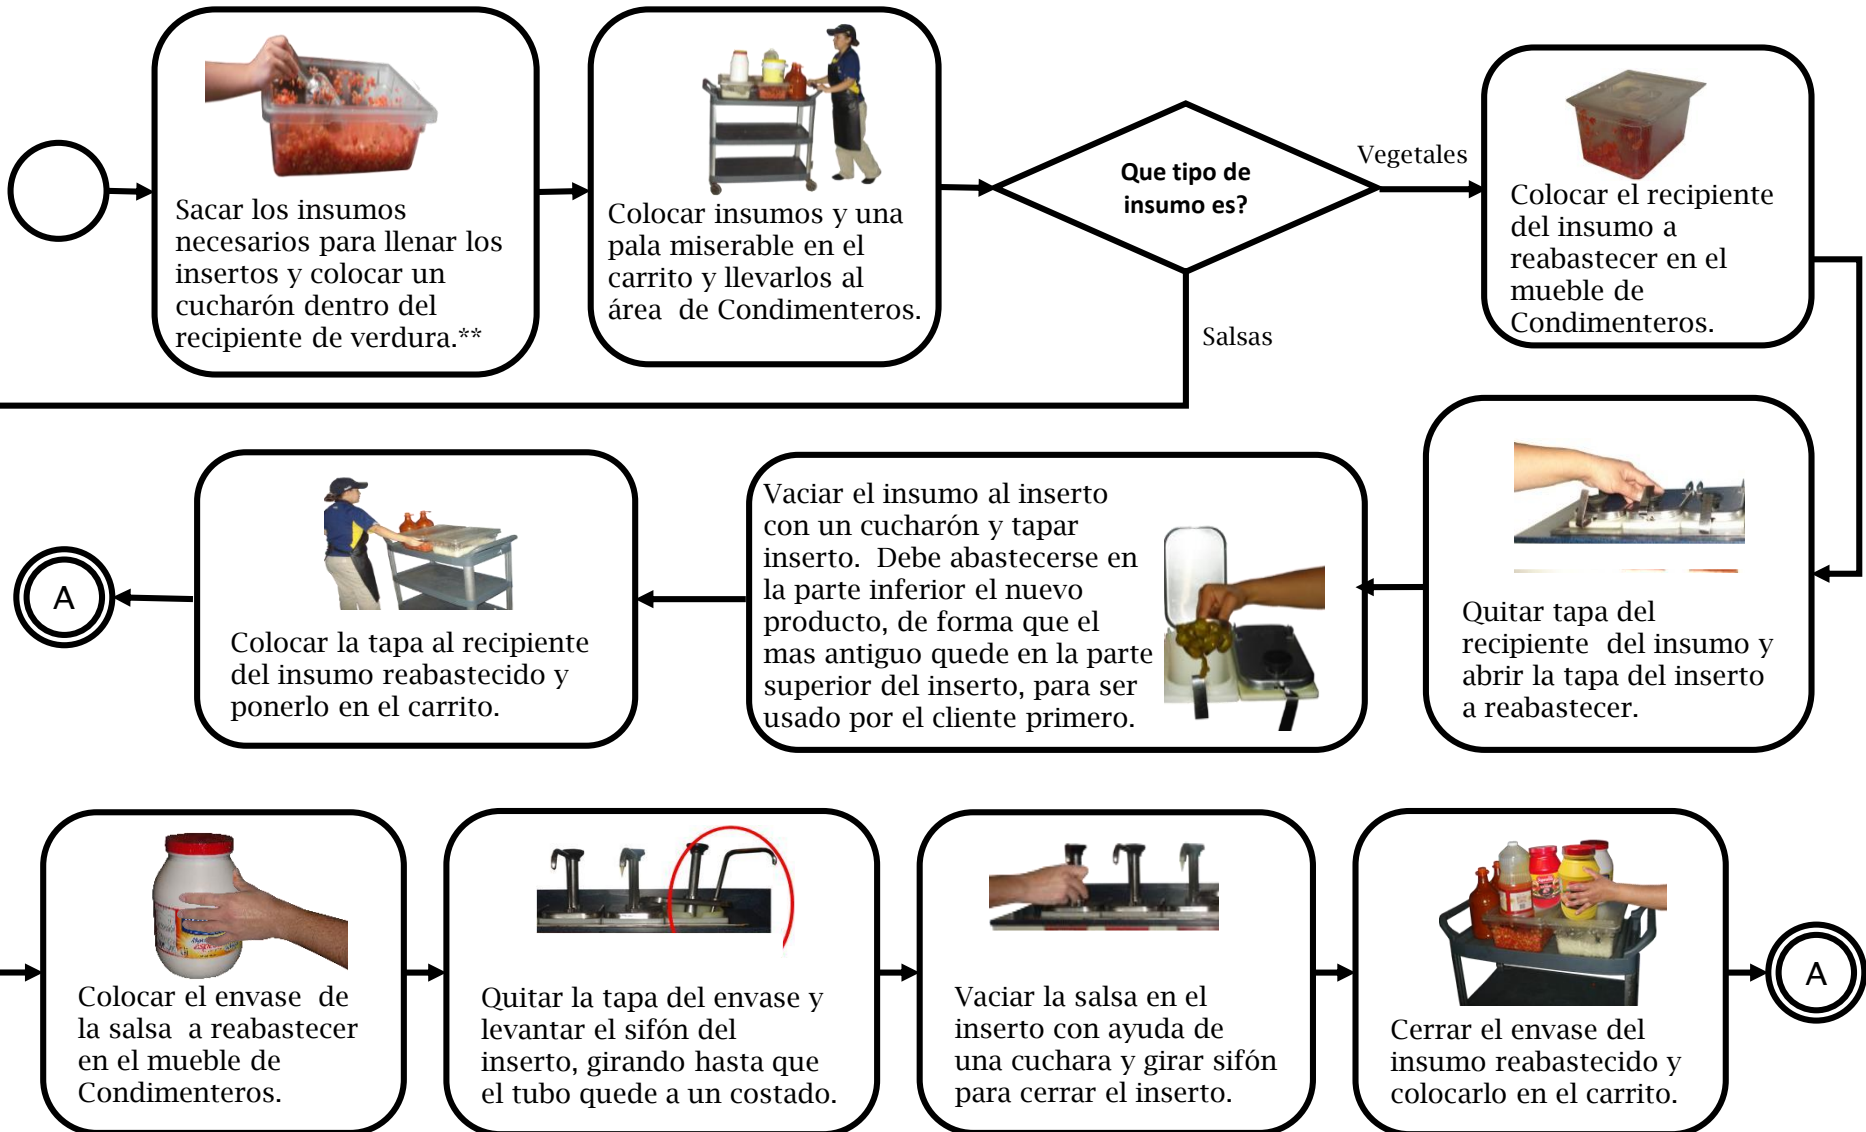 Sacar los insumos
necesarios para llenar los
insertos y colocar un
cucharón dentro del
recipiente de verdura.**
Colocar insumos y una
pala miserable en el
carrito y llevarlos al
área de Condimenteros.
Que tipo de
insumo es?
Vegetales
Salsas
Colocar el recipiente
del insumo a
reabastecer en el
mueble de
Condimenteros.
Quitar tapa del
recipiente del insumo y
abrir la tapa del inserto
a reabastecer.
Vaciar el insumo al inserto
con un cucharón y tapar
inserto. Debe abastecerse en
la parte inferior el nuevo
producto, de forma que el
mas antiguo quede en la parte
superior del inserto, para ser
usado por el cliente primero.
Colocar la tapa al recipiente
del insumo reabastecido y
ponerlo en el carrito.
A
Colocar el envase de
la salsa a reabastecer
en el mueble de
Condimenteros.
Quitar la tapa del envase y
levantar el sifón del
inserto, girando hasta que
el tubo quede a un costado.
Vaciar la salsa en el
inserto con ayuda de
una cuchara y girar sifón
para cerrar el inserto.
Cerrar el envase del
insumo reabastecido y
colocarlo en el carrito.
A